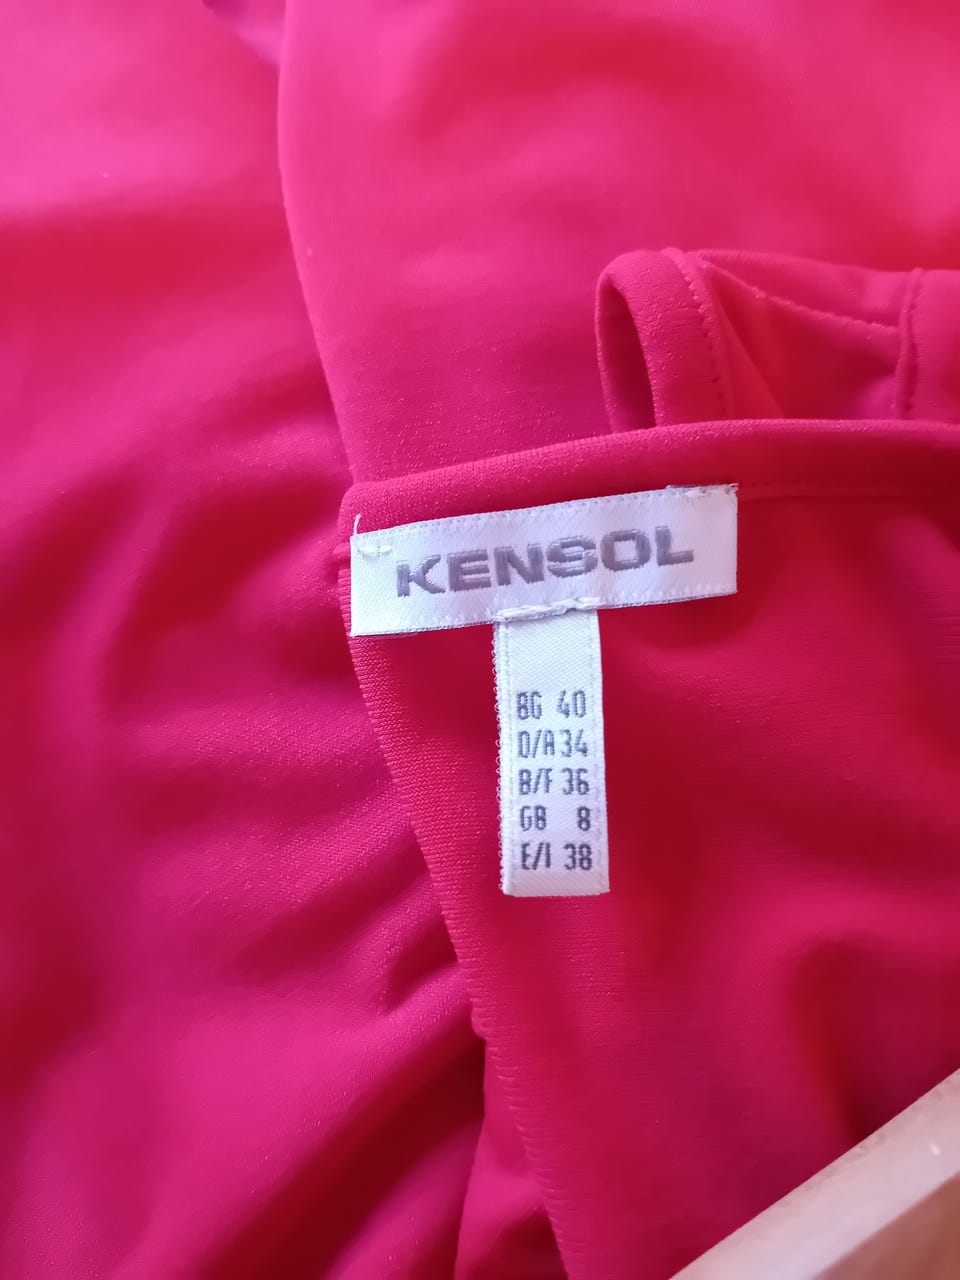 KENSOL
BG 40
D/A 34
B/F 36
GB 8
E/I 38